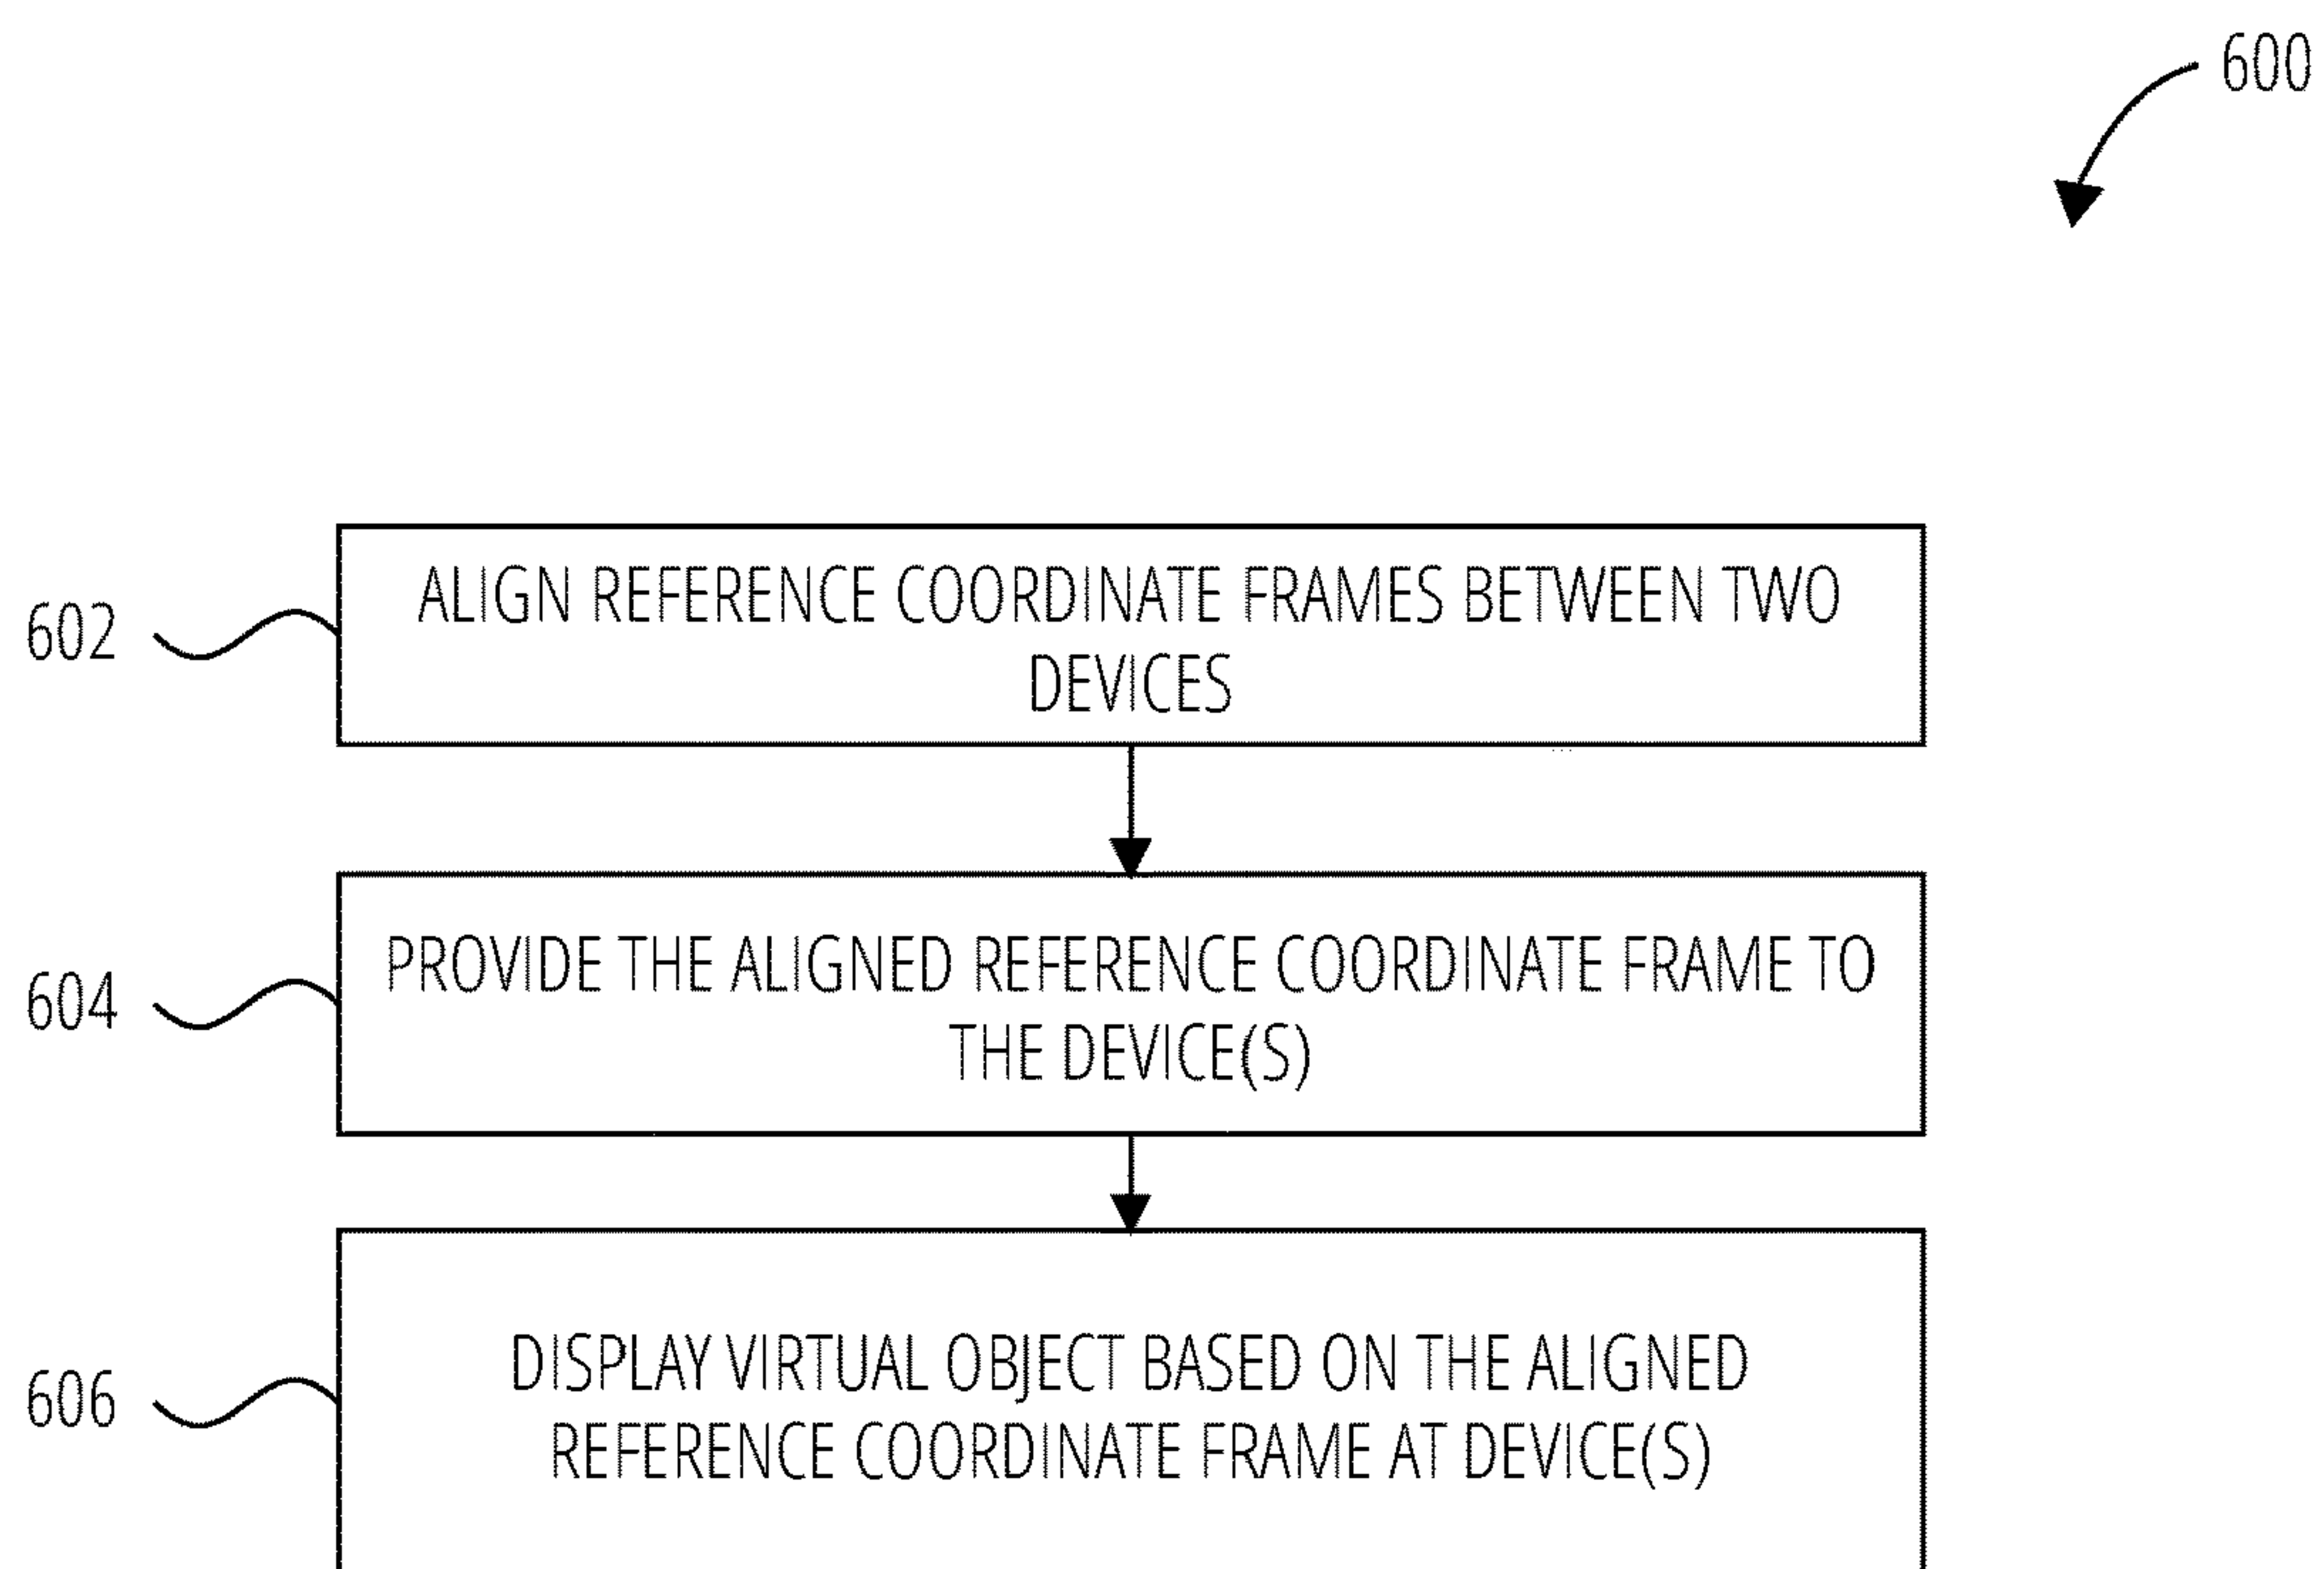 600
602
ALIGN REFERENCE COORDINATE FRAMES BETWEEN TWO
DEVICES
604
PROVIDE THE ALIGNED REFERENCE COORDINATE FRAME TO
THE DEVICE(S)
606
DISPLAY VIRTUAL OBJECT BASED ON THE ALIGNED
REFERENCE COORDINATE FRAME AT DEVICE(S)